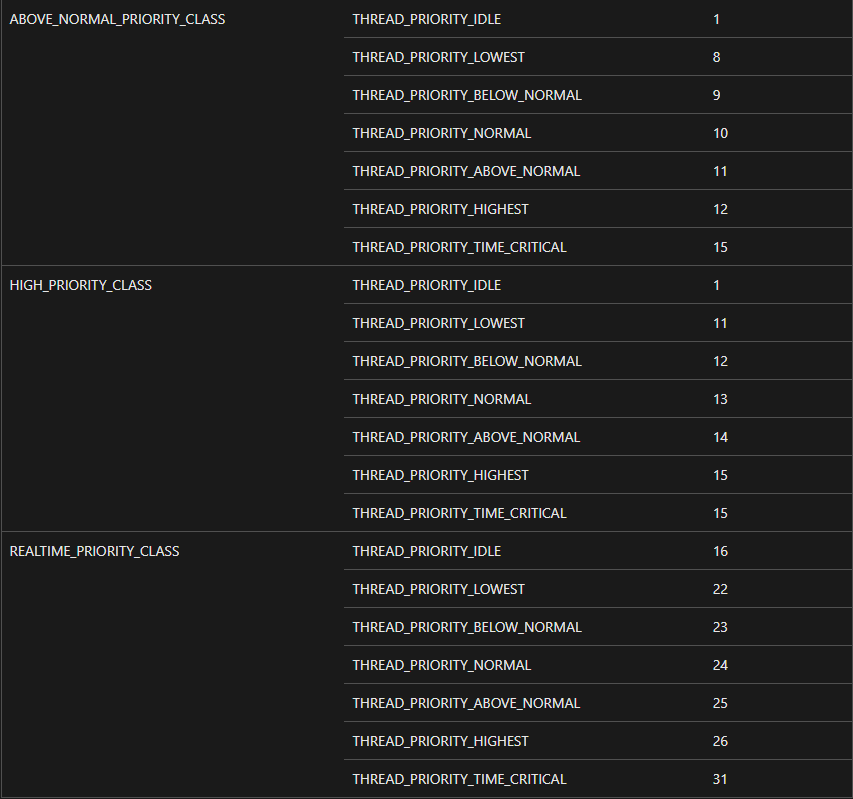 ABOVE_NORMAL_PRIORITY_CLASS THREAD_PRIORITY_IDLE 1
THREAD_PRIORITY_LOWEST 8
THREAD_PRIORITY_BELOW_NORMAL 9
THREAD_PRIORITY_NORMAL 10
THREAD_PRIORITY_ABOVE_NORMAL 11
THREAD_PRIORITY_HIGHEST 12
THREAD_PRIORITY_TIME_CRITICAL 15
HIGH_PRIORITY_CLASS THREAD_PRIORITY_IDLE 1
THREAD_PRIORITY_LOWEST 11
THREAD_PRIORITY_BELOW_NORMAL 12
THREAD_PRIORITY_NORMAL 13
THREAD_PRIORITY_ABOVE_NORMAL 14
THREAD_PRIORITY_HIGHEST 15
THREAD_PRIORITY_TIME_CRITICAL 15
REALTIME_PRIORITY_CLASS THREAD_PRIORITY_IDLE 16
THREAD_PRIORITY_LOWEST 22
THREAD_PRIORITY_BELOW_NORMAL 23
THREAD_PRIORITY_NORMAL 24
THREAD_PRIORITY_ABOVE_NORMAL 25
THREAD_PRIORITY_HIGHEST 26
THREAD_PRIORITY_TIME_CRITICAL 31